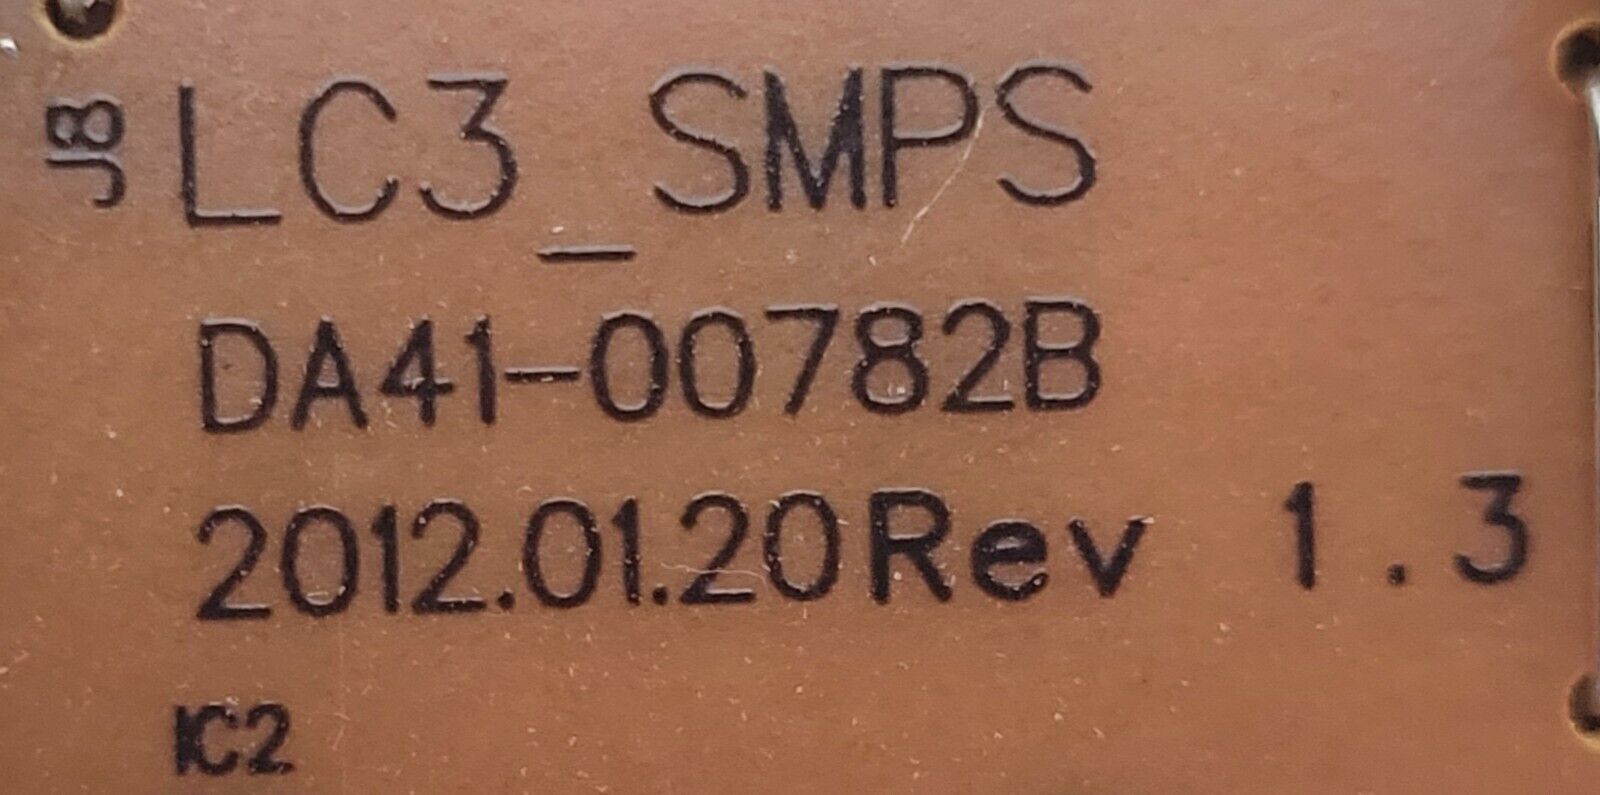 J8
LC3_SMPS
DA41-00782B
2012.01.20Rev 1.3
IC2